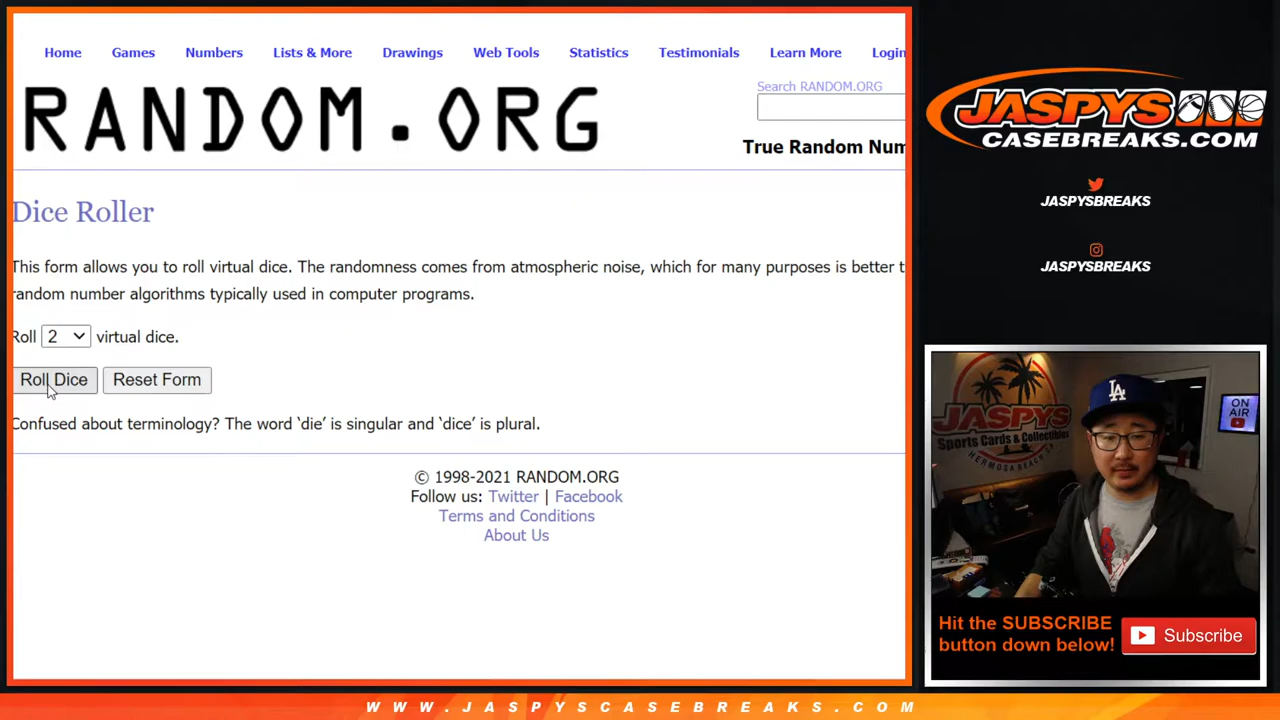 Home Games Numbers Lists & More Drawings Web Tools Statistics Testimonials Learn More Login
Search RANDOM.ORG
RANDOM.ORG
True Random Num
Dice Roller
This form allows you to roll virtual dice. The randomness comes from atmospheric noise, which for many purposes is better t
random number algorithms typically used in computer programs.
Roll 2 virtual dice.
Roll Dice Reset Form
Confused about terminology? The word ‘die’ is singular and ‘dice’ is plural.
© 1998-2021 RANDOM.ORG
Follow us: Twitter | Facebook
Terms and Conditions
About Us
JASPYS
CASEBREAKS.COM
JASPYSBREAKS
JASPYSBREAKS
JASPYS
Sports Cards & Collectibles
HERMOSA BEACH CA
LA
ON
AIR
Hit the SUBSCRIBE
button down below!
Subscribe
WWW.JASPYSCASEBREAKS.COM